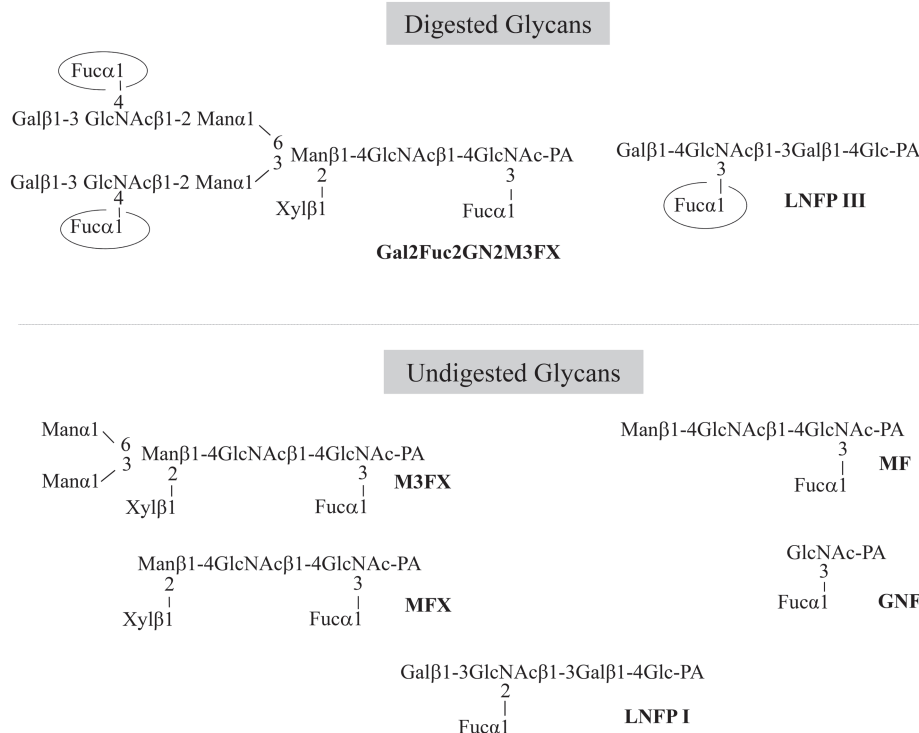 Digested Glycans
Fucα1
4
Galβ1-3 GlcNAcβ1-2 Manα1
6
3
Manβ1-4GlcNAcβ1-4GlcNAc-PA
Galβ1-3 GlcNAcβ1-2 Manα1
4
Fucα1
2
Xylβ1
3
Fucα1
Gal2Fuc2GN2M3FX
Galβ1-4GlcNAcβ1-3Galβ1-4Glc-PA
3
Fucα1
LNFP III
Undigested Glycans
Manα1
6
3
Manα1
Manβ1-4GlcNAcβ1-4GlcNAc-PA
2
Xylβ1
3
Fucα1
M3FX
Manβ1-4GlcNAcβ1-4GlcNAc-PA
3
Fucα1
MF
Manβ1-4GlcNAcβ1-4GlcNAc-PA
2
Xylβ1
3
Fucα1
MFX
GlcNAc-PA
3
Fucα1
GNF
Galβ1-3GlcNAcβ1-3Galβ1-4Glc-PA
2
Fucα1
LNFP I